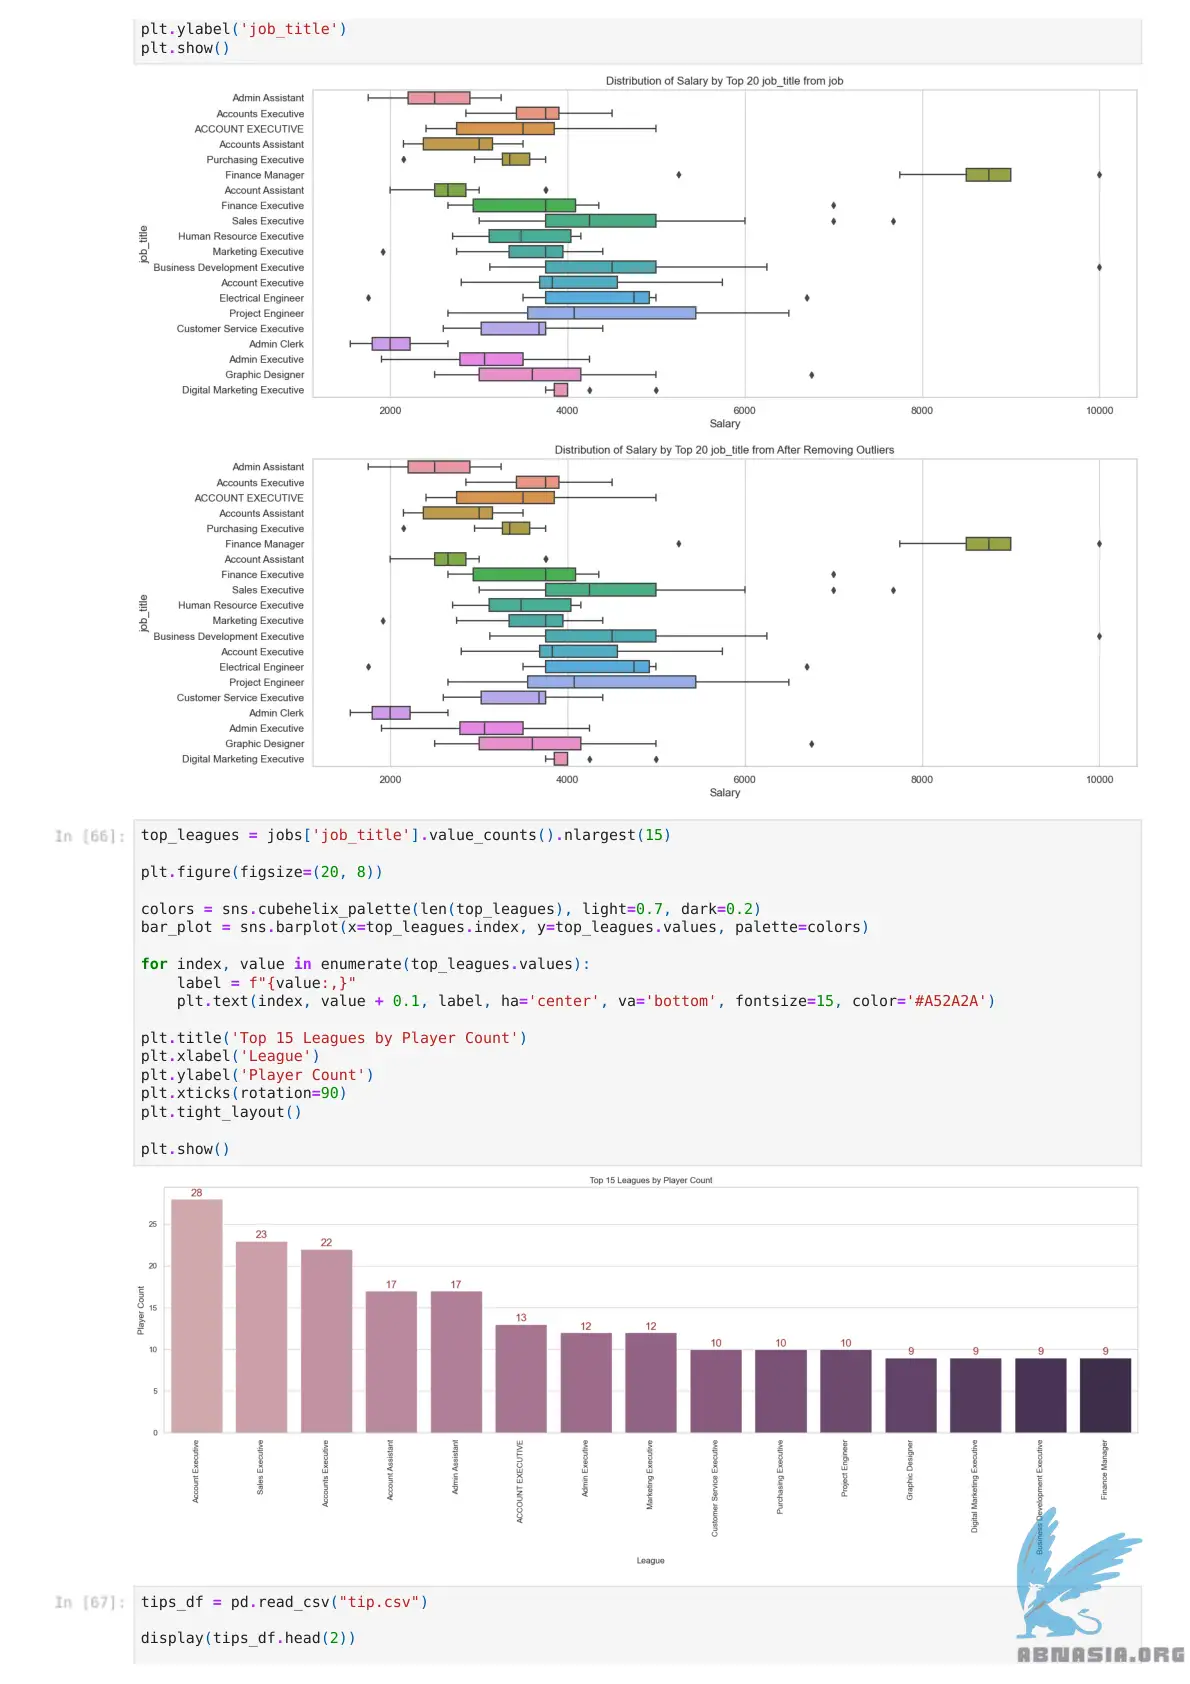 plt.ylabel('job_title')
plt.show()
Distribution of Salary by Top 20 job_title from job
job_title
Admin Assistant
Accounts Executive
ACCOUNT EXECUTIVE
Accounts Assistant
Purchasing Executive
Finance Manager
Account Assistant
Finance Executive
Sales Executive
Human Resource Executive
Marketing Executive
Business Development Executive
Account Executive
Electrical Engineer
Project Engineer
Customer Service Executive
Admin Clerk
Admin Executive
Graphic Designer
Digital Marketing Executive
2000 4000 6000 8000 10000
Salary
Distribution of Salary by Top 20 job_title from After Removing Outliers
job_title
Admin Assistant
Accounts Executive
ACCOUNT EXECUTIVE
Accounts Assistant
Purchasing Executive
Finance Manager
Account Assistant
Finance Executive
Sales Executive
Human Resource Executive
Marketing Executive
Business Development Executive
Account Executive
Electrical Engineer
Project Engineer
Customer Service Executive
Admin Clerk
Admin Executive
Graphic Designer
Digital Marketing Executive
2000 4000 6000 8000 10000
Salary
In [66]: top_leagues = jobs['job_title'].value_counts().nlargest(15)
plt.figure(figsize=(20, 8))
colors = sns.cubehelix_palette(len(top_leagues), light=0.7, dark=0.2)
bar_plot = sns.barplot(x=top_leagues.index, y=top_leagues.values, palette=colors)
for index, value in enumerate(top_leagues.values):
    label = f"{value:,}"
    plt.text(index, value + 0.1, label, ha='center', va='bottom', fontsize=15, color='#A52A2A')
plt.title('Top 15 Leagues by Player Count')
plt.xlabel('League')
plt.ylabel('Player Count')
plt.xticks(rotation=90)
plt.tight_layout()
plt.show()
Top 15 Leagues by Player Count
Player Count
25
20
15
10
5
0
28 23 22 17 17 13 12 12 10 10 10 9 9 9 9
Account Executive
Sales Executive
Accounts Executive
Account Assistant
Admin Assistant
ACCOUNT EXECUTIVE
Admin Executive
Marketing Executive
Customer Service Executive
Purchasing Executive
Project Engineer
Graphic Designer
Digital Marketing Executive
Business Development Executive
Finance Manager
League
In [67]: tips_df = pd.read_csv("tip.csv")
display(tips_df.head(2))
ABNASIA.ORG